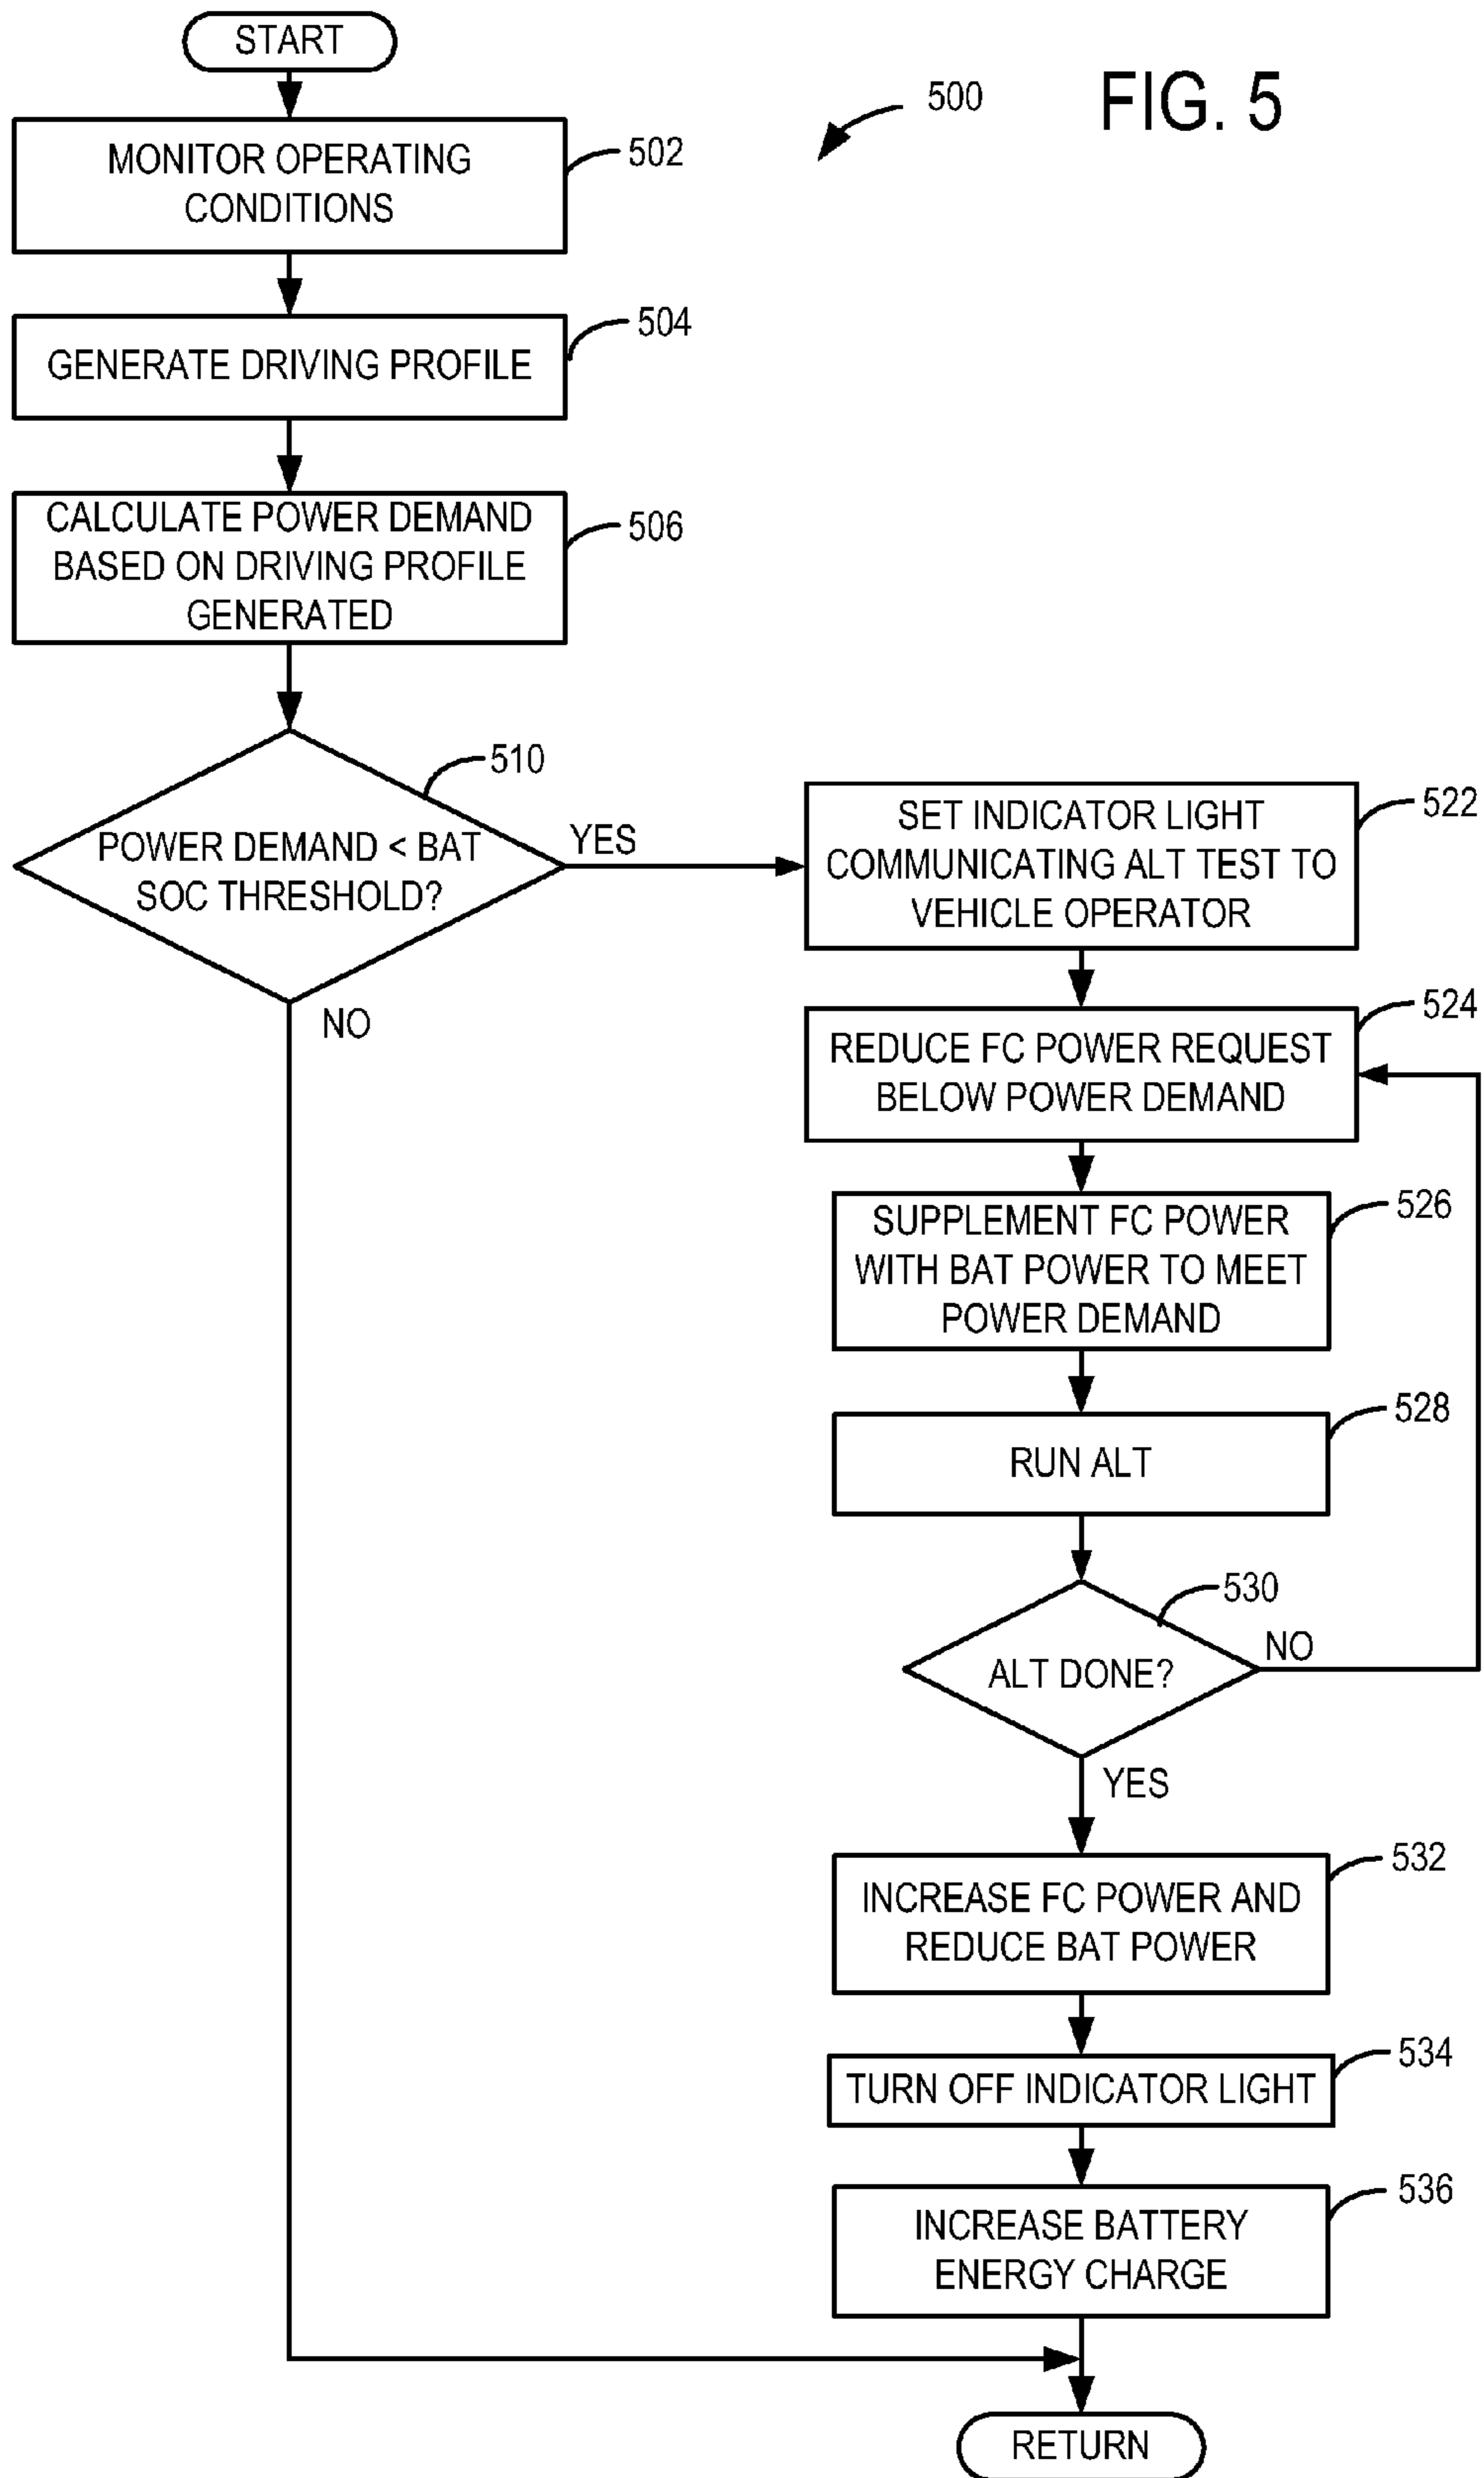 START
500
FIG. 5
MONITOR OPERATING
CONDITIONS
502
GENERATE DRIVING PROFILE
504
CALCULATE POWER DEMAND
BASED ON DRIVING PROFILE
GENERATED
506
POWER DEMAND < BAT
SOC THRESHOLD?
510
YES
NO
SET INDICATOR LIGHT
COMMUNICATING ALT TEST TO
VEHICLE OPERATOR
522
REDUCE FC POWER REQUEST
BELOW POWER DEMAND
524
SUPPLEMENT FC POWER
WITH BAT POWER TO MEET
POWER DEMAND
526
RUN ALT
528
ALT DONE?
530
NO
YES
INCREASE FC POWER AND
REDUCE BAT POWER
532
TURN OFF INDICATOR LIGHT
534
INCREASE BATTERY
ENERGY CHARGE
536
RETURN